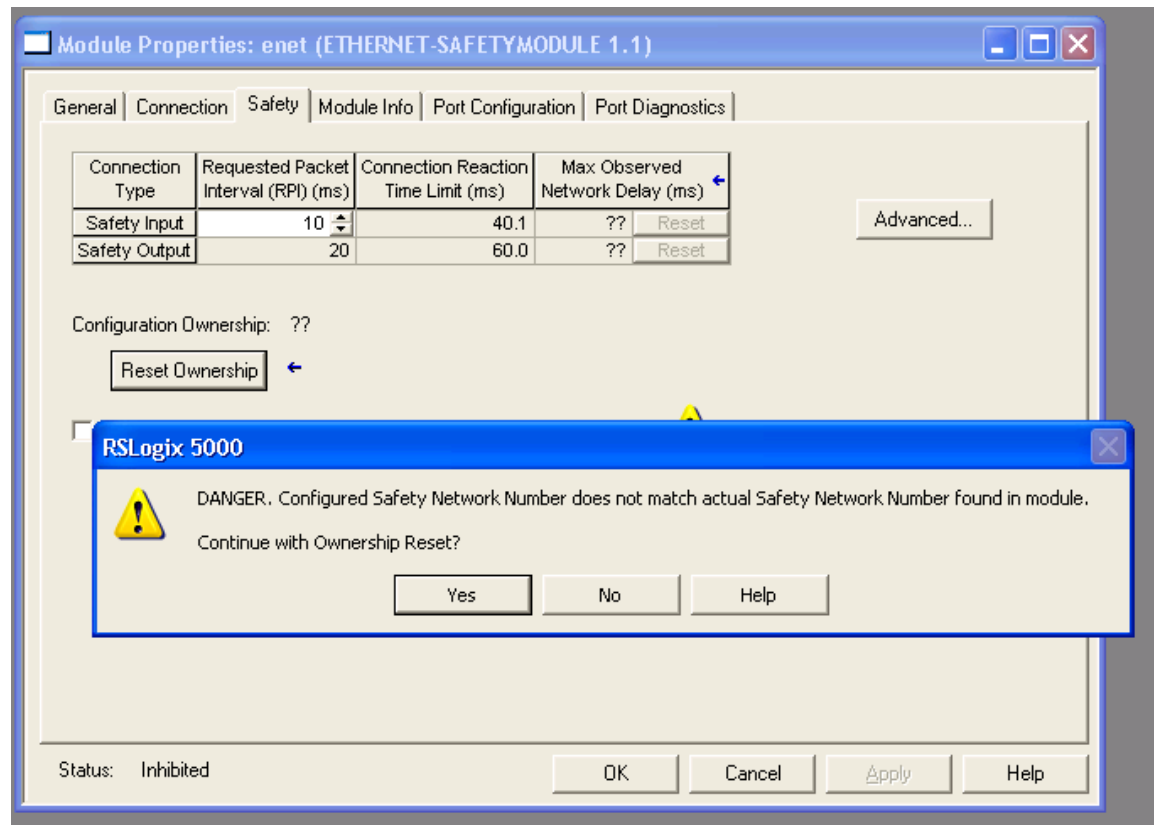 Module Properties: enet (ETHERNET-SAFETYMODULE 1.1)
General Connection Safety Module Info Port Configuration Port Diagnostics
Connection Type Requested Packet Interval (RPI) (ms) Connection Reaction Time Limit (ms) Max Observed Network Delay (ms)
Safety Input 10 40.1 ?? Reset
Advanced...
Safety Output 20 60.0 ?? Reset
Configuration Ownership: ??
Reset Ownership
RSLogix 5000
DANGER. Configured Safety Network Number does not match actual Safety Network Number found in module.
Continue with Ownership Reset?
Yes No Help
Status: Inhibited OK Cancel Apply Help